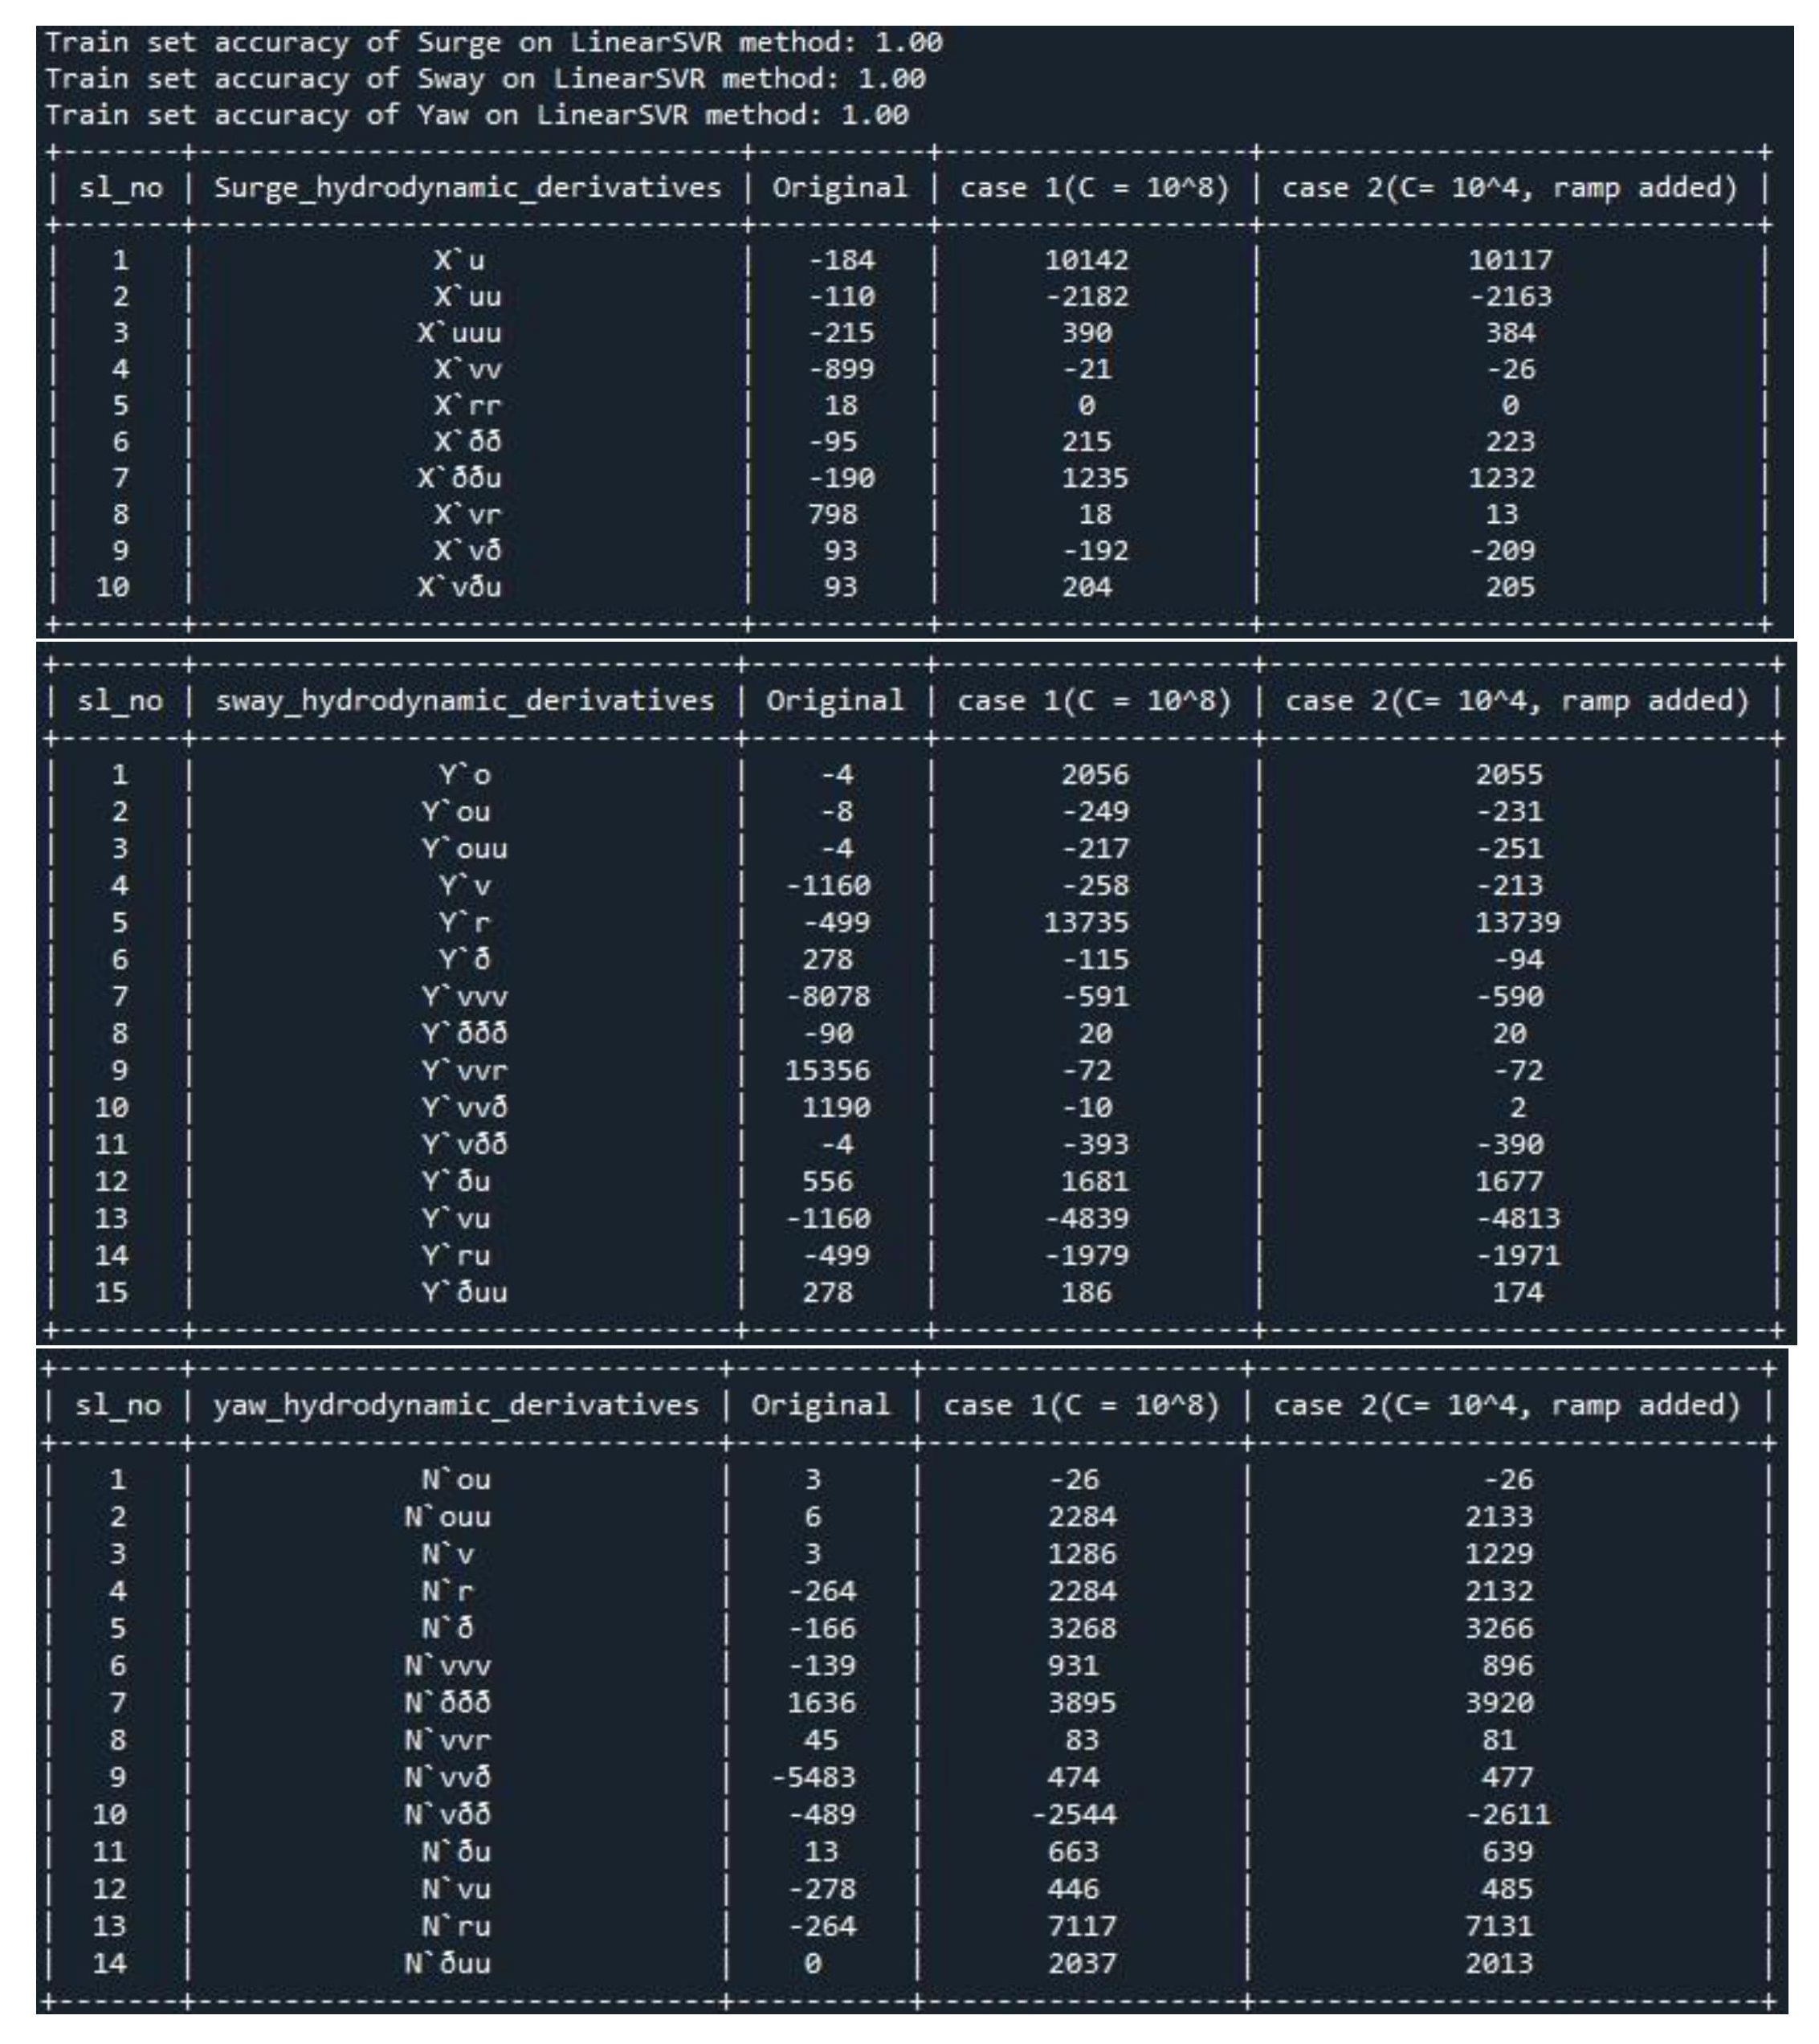 Train set accuracy of Surge on LinearSVR method: 1.00
Train set accuracy of Sway on LinearSVR method: 1.00
Train set accuracy of Yaw on LinearSVR method: 1.00
| sl_no | Surge_hydrodynamic_derivatives | Original | case 1(C = 10^8) | case 2(C= 10^4, ramp added) |
| 1 | X`u | -184 | 10142 | 10117 |
| 2 | X`uu | -110 | -2182 | -2163 |
| 3 | X`uuu | -215 | 390 | 384 |
| 4 | X`vv | -899 | -21 | -26 |
| 5 | X`rr | 18 | 0 | 0 |
| 6 | X`ðð | -95 | 215 | 223 |
| 7 | X`ððu | -190 | 1235 | 1232 |
| 8 | X`vr | 798 | 18 | 13 |
| 9 | X`vð | 93 | -192 | -209 |
| 10 | X`vðu | 93 | 204 | 205 |
| sl_no | sway_hydrodynamic_derivatives | Original | case 1(C = 10^8) | case 2(C= 10^4, ramp added) |
| 1 | Y`o | -4 | 2056 | 2055 |
| 2 | Y`ou | -8 | -249 | -231 |
| 3 | Y`ouu | -4 | -217 | -251 |
| 4 | Y`v | -1160 | -258 | -213 |
| 5 | Y`r | -499 | 13735 | 13739 |
| 6 | Y`ð | 278 | -115 | -94 |
| 7 | Y`vvv | -8078 | -591 | -590 |
| 8 | Y`ððð | -90 | 20 | 20 |
| 9 | Y`vvr | 15356 | -72 | -72 |
| 10 | Y`vvð | 1190 | -10 | 2 |
| 11 | Y`vðð | -4 | -393 | -390 |
| 12 | Y`ðu | 556 | 1681 | 1677 |
| 13 | Y`vu | -1160 | -4839 | -4813 |
| 14 | Y`ru | -499 | -1979 | -1971 |
| 15 | Y`ðuu | 278 | 186 | 174 |
| sl_no | yaw_hydrodynamic_derivatives | Original | case 1(C = 10^8) | case 2(C= 10^4, ramp added) |
| 1 | N`ou | 3 | -26 | -26 |
| 2 | N`ouu | 6 | 2284 | 2133 |
| 3 | N`v | 3 | 1286 | 1229 |
| 4 | N`r | -264 | 2284 | 2132 |
| 5 | N`ð | -166 | 3268 | 3266 |
| 6 | N`vvv | -139 | 931 | 896 |
| 7 | N`ððð | 1636 | 3895 | 3920 |
| 8 | N`vvr | 45 | 83 | 81 |
| 9 | N`vvð | -5483 | 474 | 477 |
| 10 | N`vðð | -489 | -2544 | -2611 |
| 11 | N`ðu | 13 | 663 | 639 |
| 12 | N`vu | -278 | 446 | 485 |
| 13 | N`ru | -264 | 7117 | 7131 |
| 14 | N`ðuu | 0 | 2037 | 2013 |